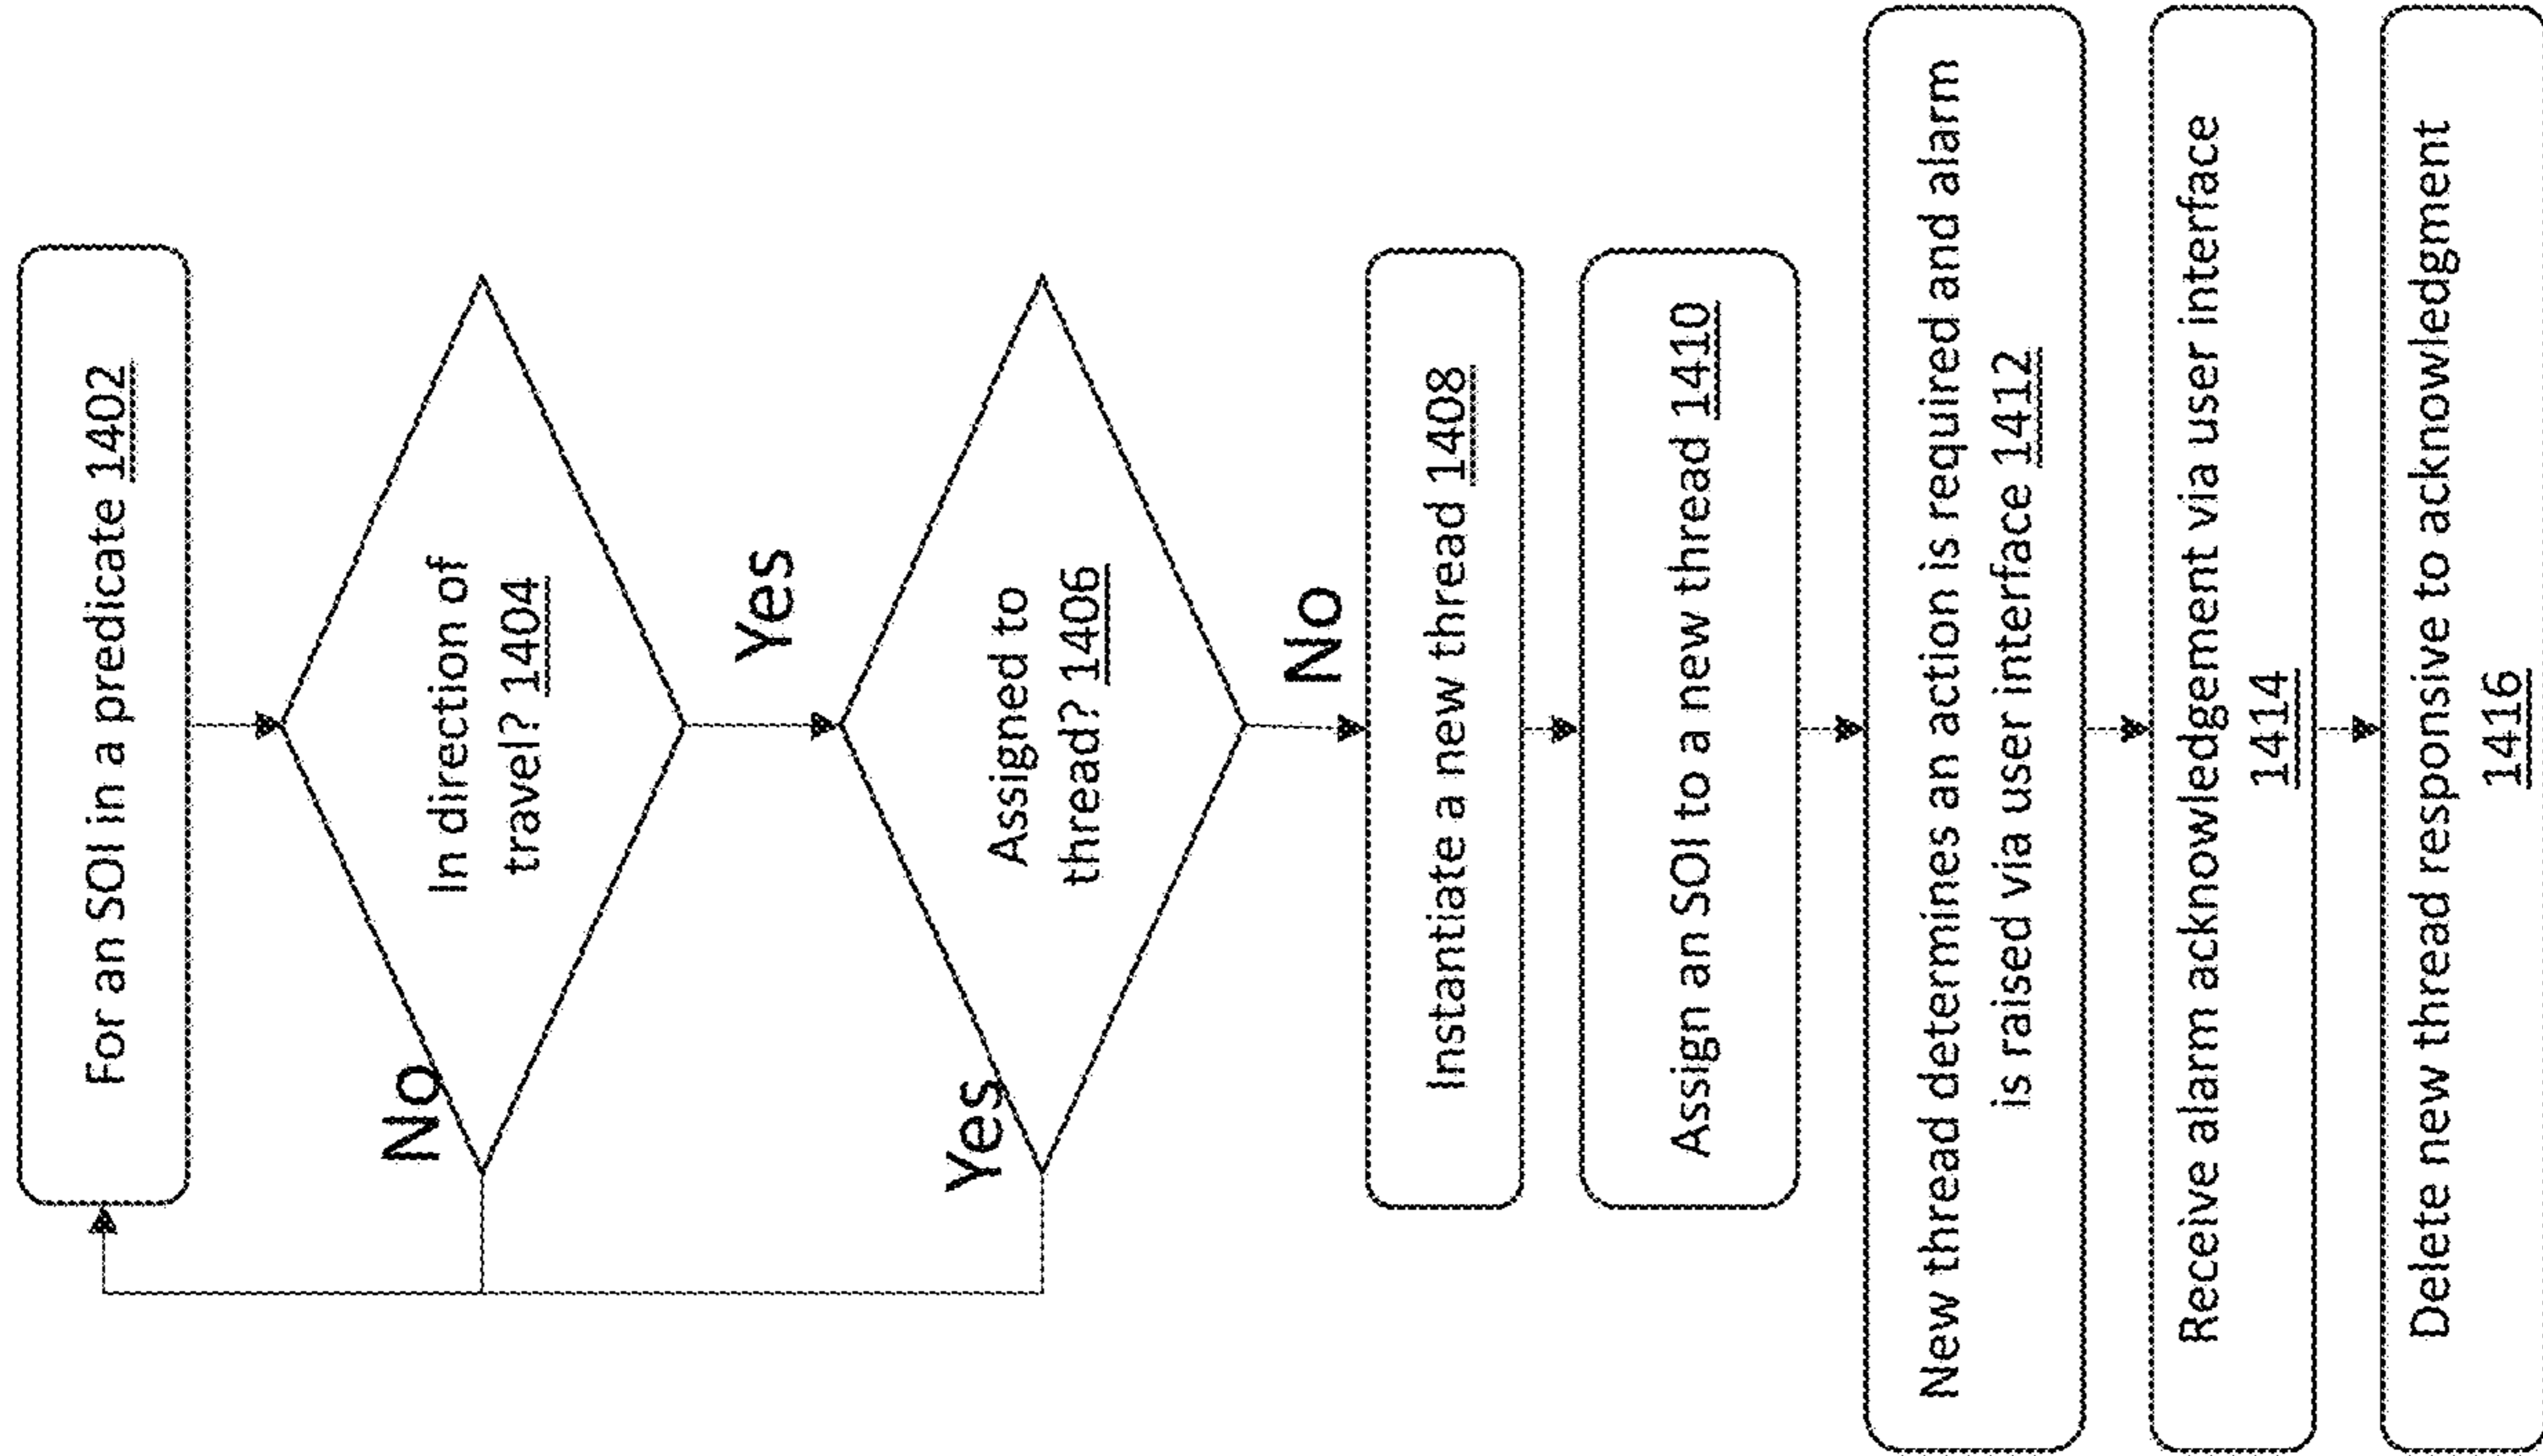 For an SOI in a predicate 1402
No
In direction of
travel? 1404
Yes
Yes
Assigned to
thread? 1406
No
Instantiate a new thread 1408
Assign an SOI to a new thread 1410
New thread determines an action is required and alarm
is raised via user interface 1412
Receive alarm acknowledgement via user interface
1414
Delete new thread responsive to acknowledgment
1416